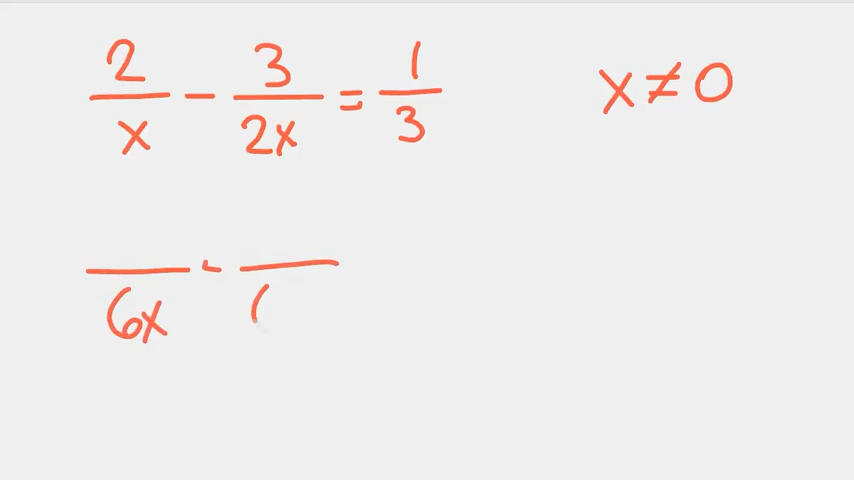 2/x - 3/2x = 1/3 x ≠ 0
/6x - /